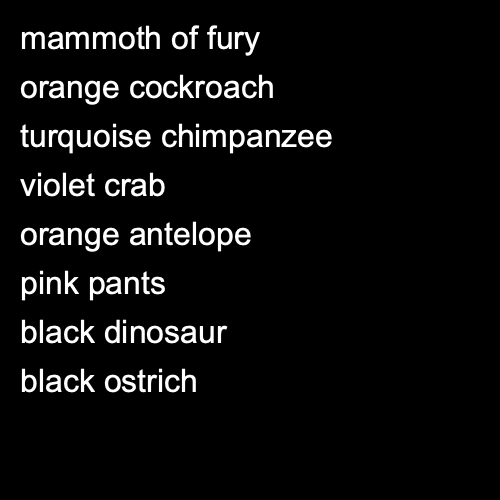 mammoth of fury
orange cockroach
turquoise chimpanzee
violet crab
orange antelope
pink pants
black dinosaur
black ostrich